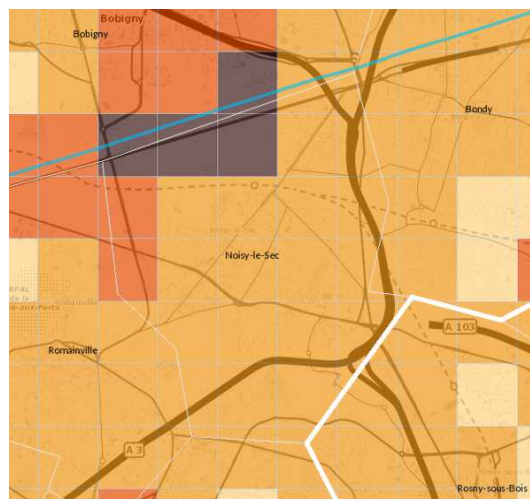 Bobigny
Bobigny
Bondy
Noisy-le-Sec
A 103
Romainville
A 3
Rosny-sous-Bois